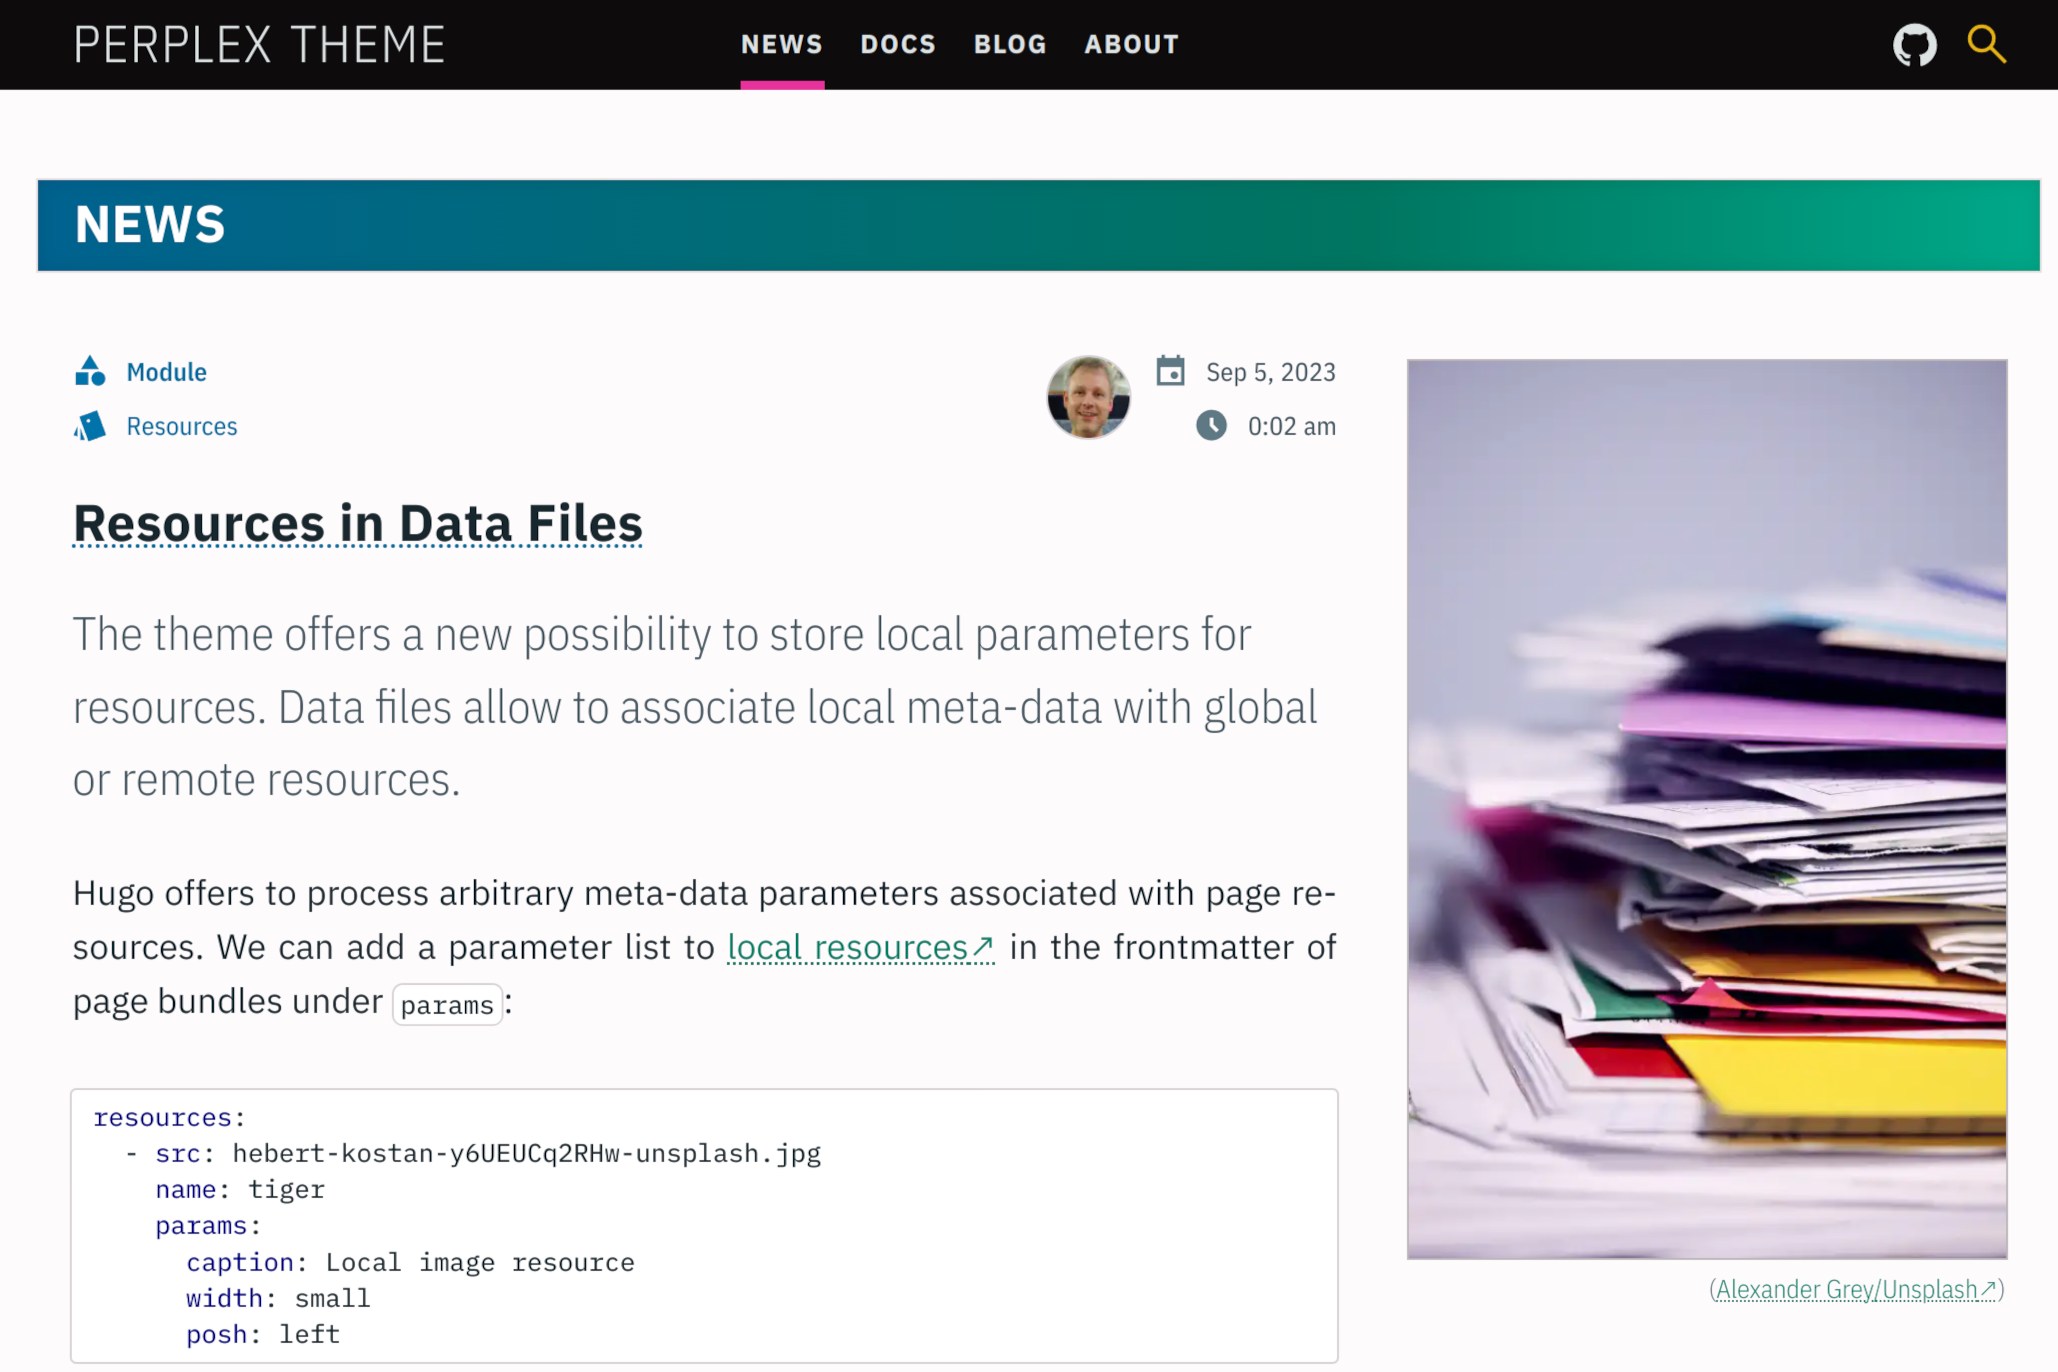 PERPLEX THEME
NEWS DOCS BLOG ABOUT
NEWS
Module
Resources
Sep 5, 2023
0:02 am
Resources in Data Files
The theme offers a new possibility to store local parameters for
resources. Data files allow to associate local meta-data with global
or remote resources.
Hugo offers to process arbitrary meta-data parameters associated with page re-
sources. We can add a parameter list to local resources↗ in the frontmatter of
page bundles under params:
resources:
  - src: hebert-kostan-y6UEUCq2RHw-unsplash.jpg
    name: tiger
    params:
      caption: Local image resource
      width: small
      posh: left
(Alexander Grey/Unsplash↗)